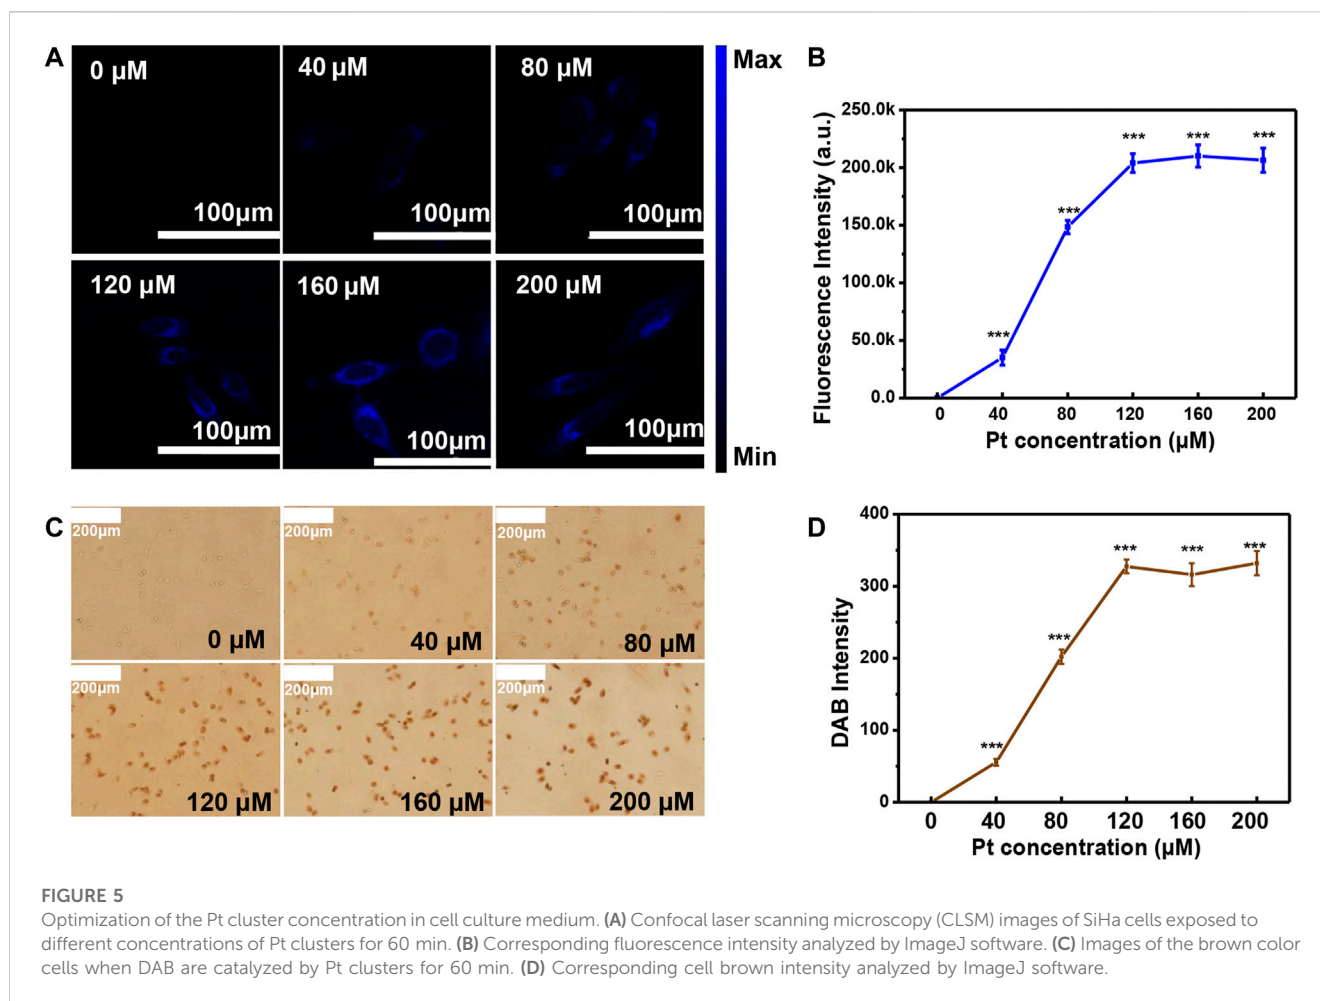 A
0 µM
40 µM
80 µM
100µm
100µm
100µm
120 µM
160 µM
200 µM
100µm
100µm
100µm
Max
Min
B
250.0k
200.0k
150.0k
100.0k
50.0k
0.0
Fluorescence Intensity (a.u.)
***
***
***
***
***
0 40 80 120 160 200
Pt concentration (µM)
C
200µm
200µm
200µm
0 µM
40 µM
80 µM
200µm
200µm
200µm
120 µM
160 µM
200 µM
D
400
300
200
100
0
DAB Intensity
***
***
***
***
***
0 40 80 120 160 200
Pt concentration (µM)
FIGURE 5
Optimization of the Pt cluster concentration in cell culture medium. (A) Confocal laser scanning microscopy (CLSM) images of SiHa cells exposed to
different concentrations of Pt clusters for 60 min. (B) Corresponding fluorescence intensity analyzed by ImageJ software. (C) Images of the brown color
cells when DAB are catalyzed by Pt clusters for 60 min. (D) Corresponding cell brown intensity analyzed by ImageJ software.